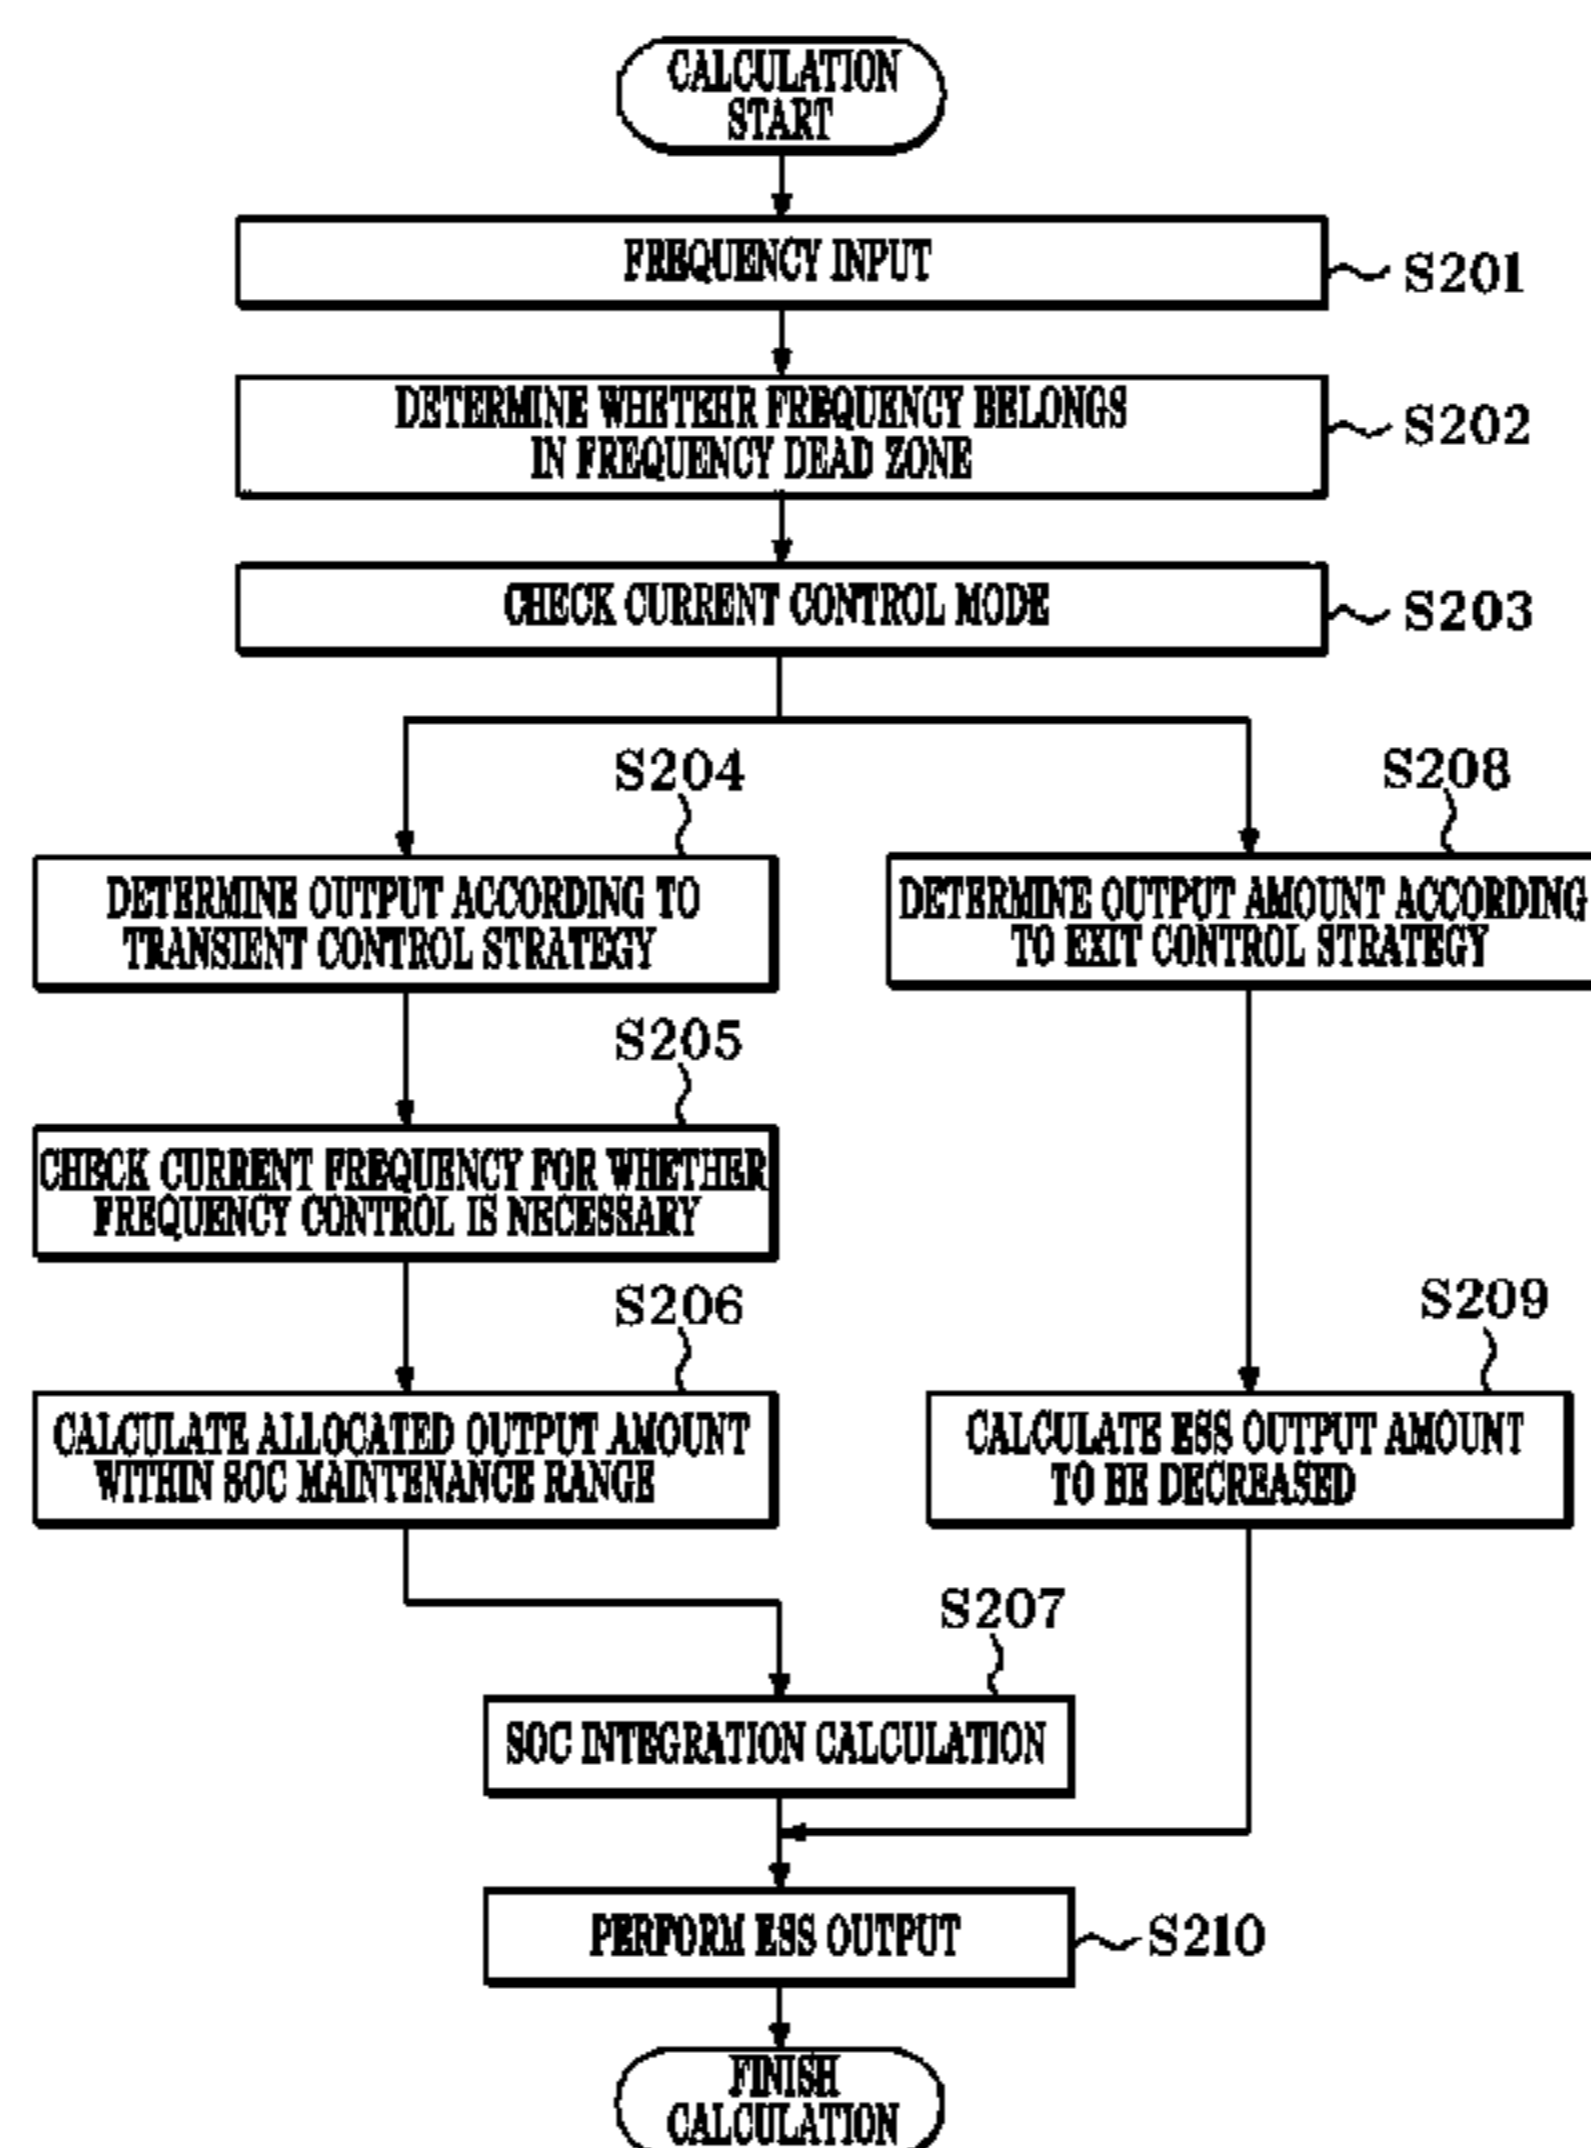 CALCULATION
START
FREQUENCY INPUT
S201
DETERMINE WHETEHR FREQUENCY BELONGS
IN FREQUENCY DEAD ZONE
S202
CHECK CURRENT CONTROL MODE
S203
S204
DETERMINE OUTPUT ACCORDING TO
TRANSIENT CONTROL STRATEGY
S208
DETERMINE OUTPUT AMOUNT ACCORDING
TO EXIT CONTROL STRATEGY
S205
CHECK CURRENT FREQUENCY FOR WHETHER
FREQUENCY CONTROL IS NECESSARY
S206
CALCULATE ALLOCATED OUTPUT AMOUNT
WITHIN SOC MAINTENANCE RANGE
S209
CALCULATE ESS OUTPUT AMOUNT
TO BE DECREASED
S207
SOC INTEGRATION CALCULATION
PERFORM ESS OUTPUT
S210
FINISH
CALCULATION